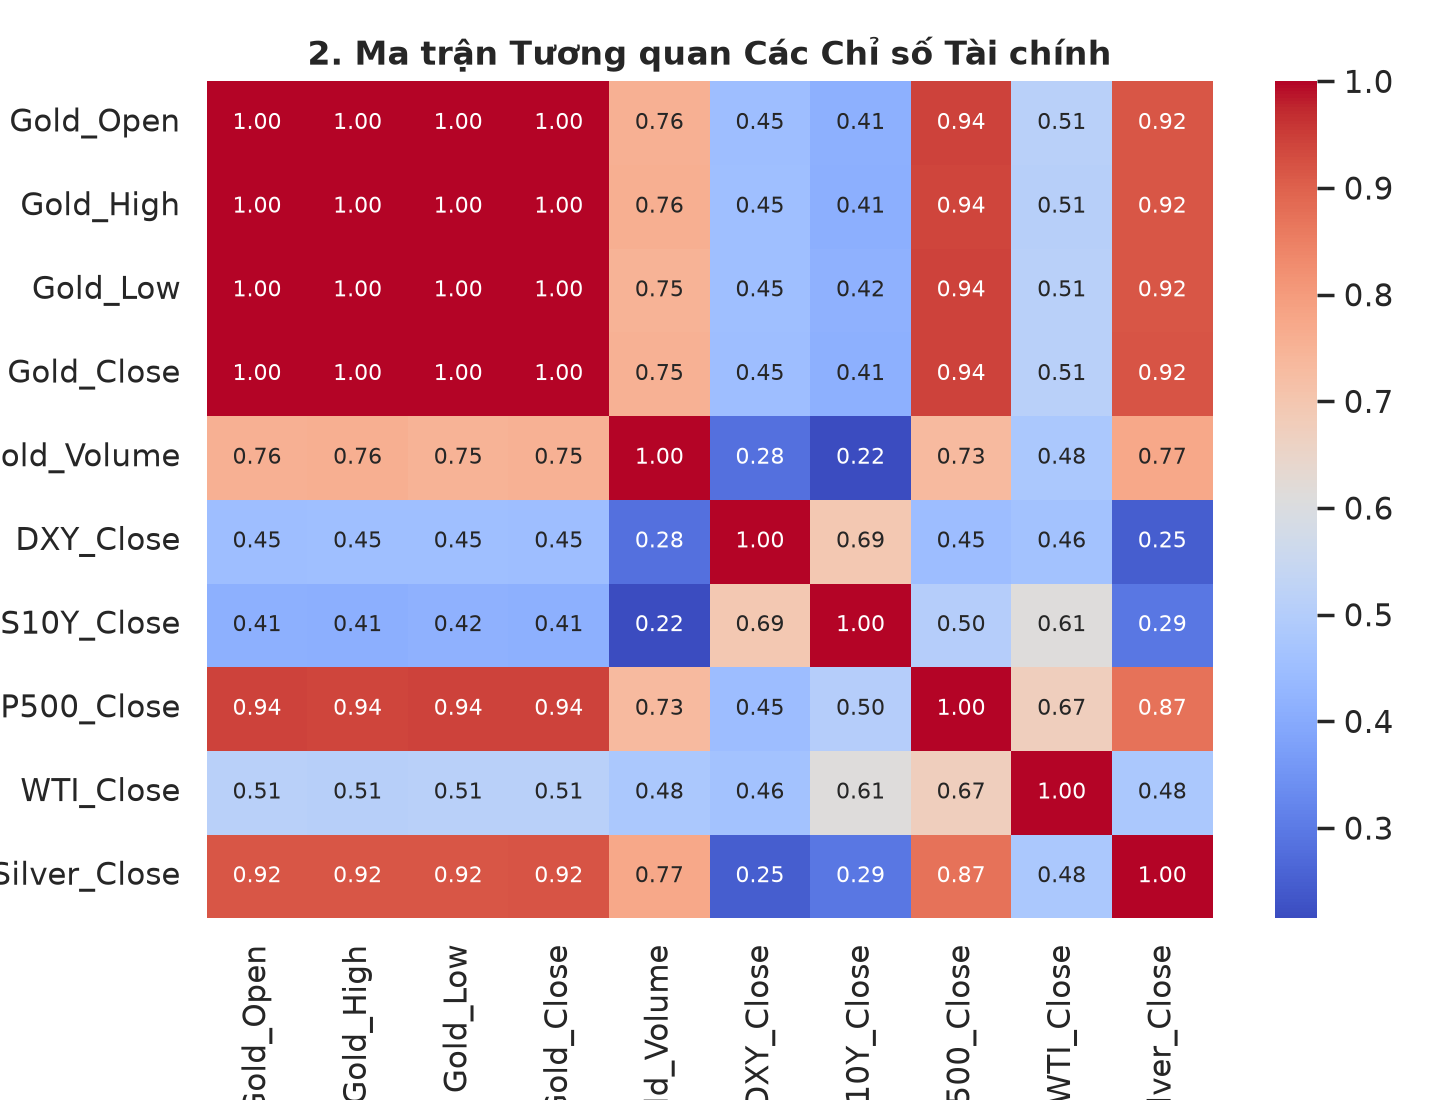 2. Ma trận Tương quan Các Chỉ số Tài chính
Gold_Open 1.00 1.00 1.00 1.00 0.76 0.45 0.41 0.94 0.51 0.92
Gold_High 1.00 1.00 1.00 1.00 0.76 0.45 0.41 0.94 0.51 0.92
Gold_Low 1.00 1.00 1.00 1.00 0.75 0.45 0.42 0.94 0.51 0.92
Gold_Close 1.00 1.00 1.00 1.00 0.75 0.45 0.41 0.94 0.51 0.92
old_Volume 0.76 0.76 0.75 0.75 1.00 0.28 0.22 0.73 0.48 0.77
DXY_Close 0.45 0.45 0.45 0.45 0.28 1.00 0.69 0.45 0.46 0.25
S10Y_Close 0.41 0.41 0.42 0.41 0.22 0.69 1.00 0.50 0.61 0.29
P500_Close 0.94 0.94 0.94 0.94 0.73 0.45 0.50 1.00 0.67 0.87
WTI_Close 0.51 0.51 0.51 0.51 0.48 0.46 0.61 0.67 1.00 0.48
Silver_Close 0.92 0.92 0.92 0.92 0.77 0.25 0.29 0.87 0.48 1.00
Gold_Open
Gold_High
Gold_Low
Gold_Close
ld_Volume
DXY_Close
10Y_Close
500_Close
WTI_Close
lver_Close
1.0
0.9
0.8
0.7
0.6
0.5
0.4
0.3